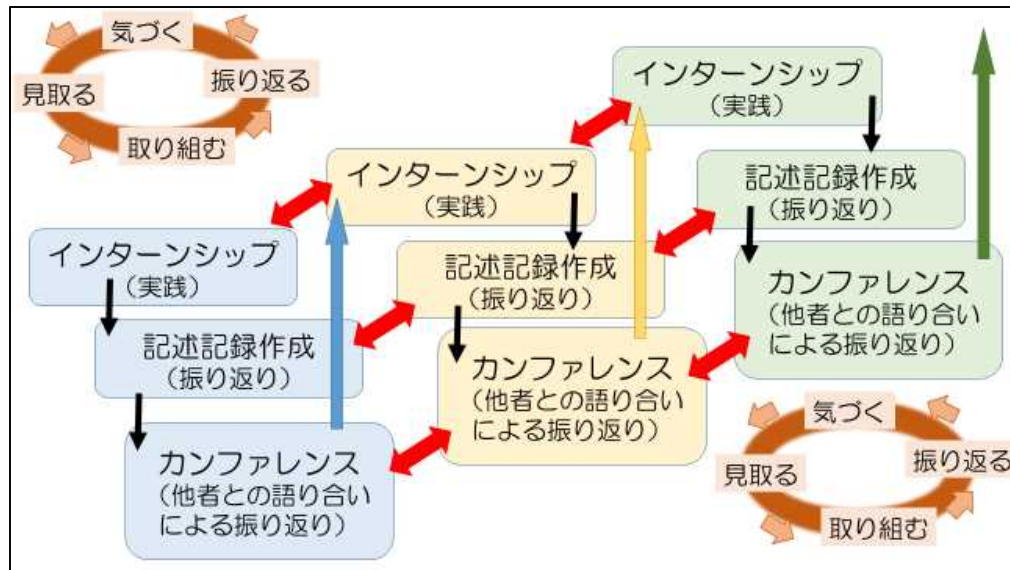 気づく
見取る
振り返る
取り組む
インターンシップ
（実践）
記述記録作成
（振り返り）
カンファレンス
（他者との語り合い
による振り返り）
インターンシップ
（実践）
記述記録作成
（振り返り）
カンファレンス
（他者との語り合い
による振り返り）
インターンシップ
（実践）
記述記録作成
（振り返り）
カンファレンス
（他者との語り合い
による振り返り）
気づく
見取る
振り返る
取り組む